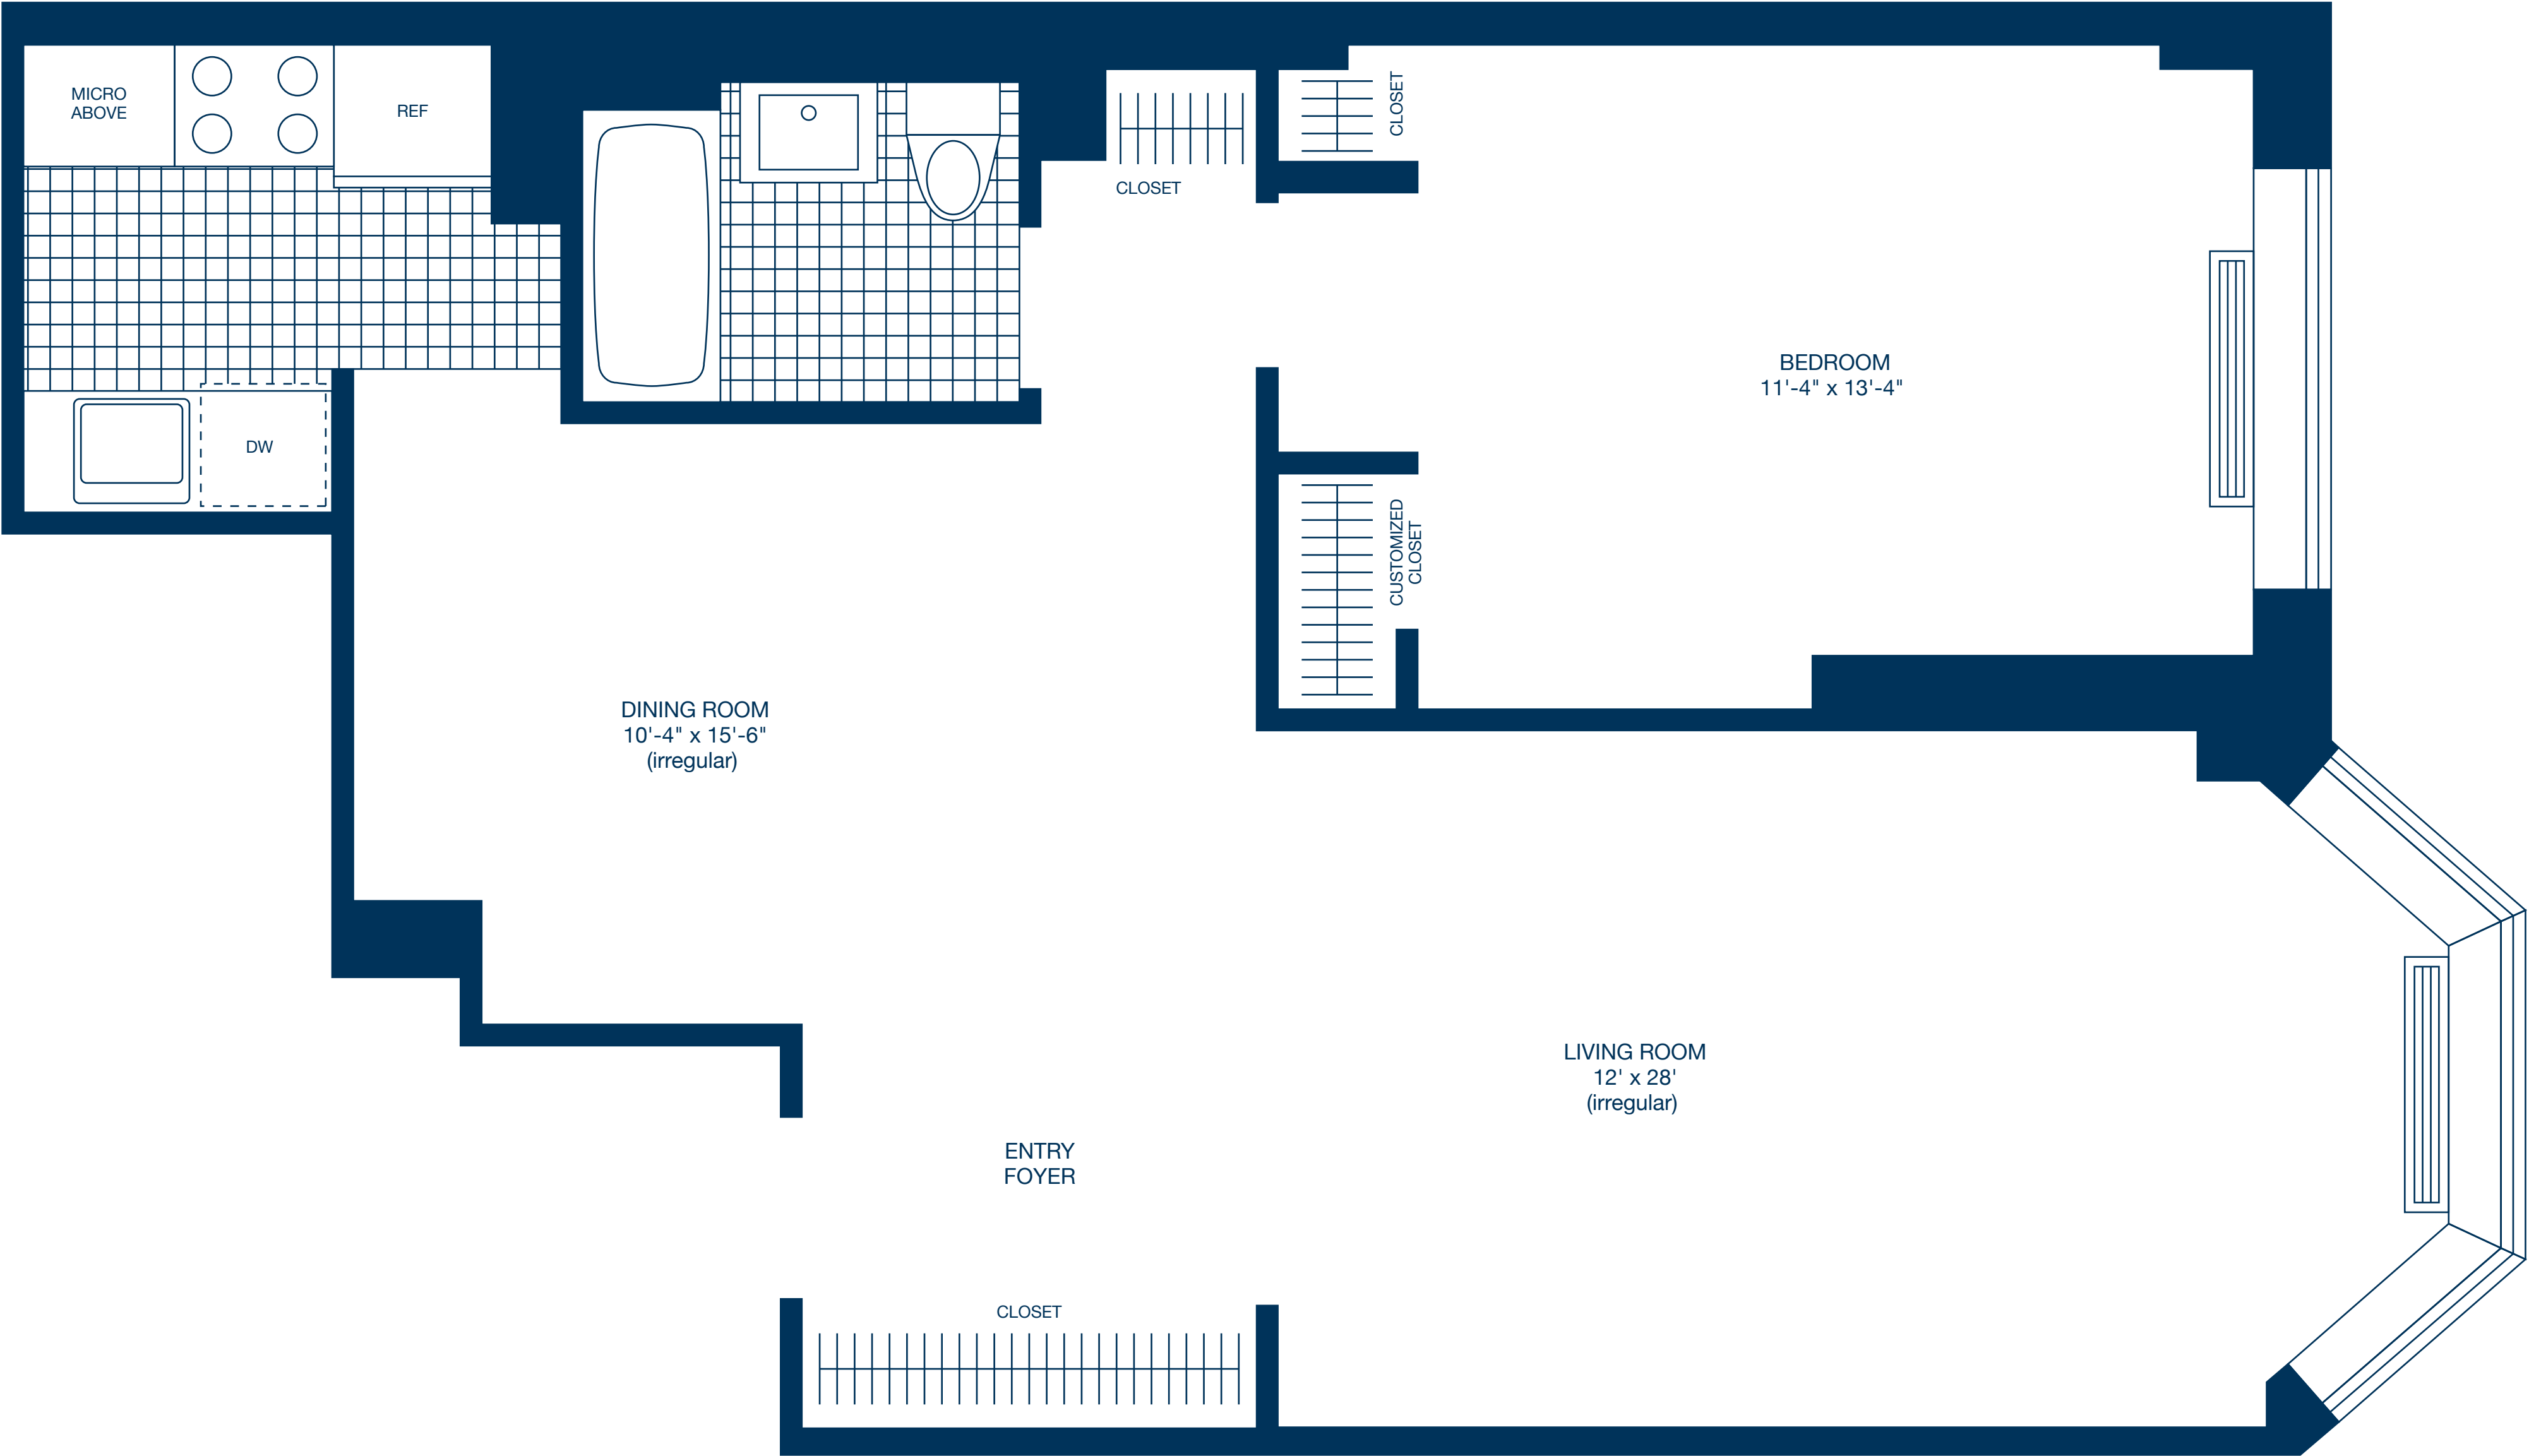 MICRO
ABOVE
REF
CLOSET
CLOSET
DW
BEDROOM
11'-4" x 13'-4"
CUSTOMIZED
CLOSET
DINING ROOM
10'-4" x 15'-6"
(irregular)
LIVING ROOM
12' x 28'
(irregular)
ENTRY
FOYER
CLOSET